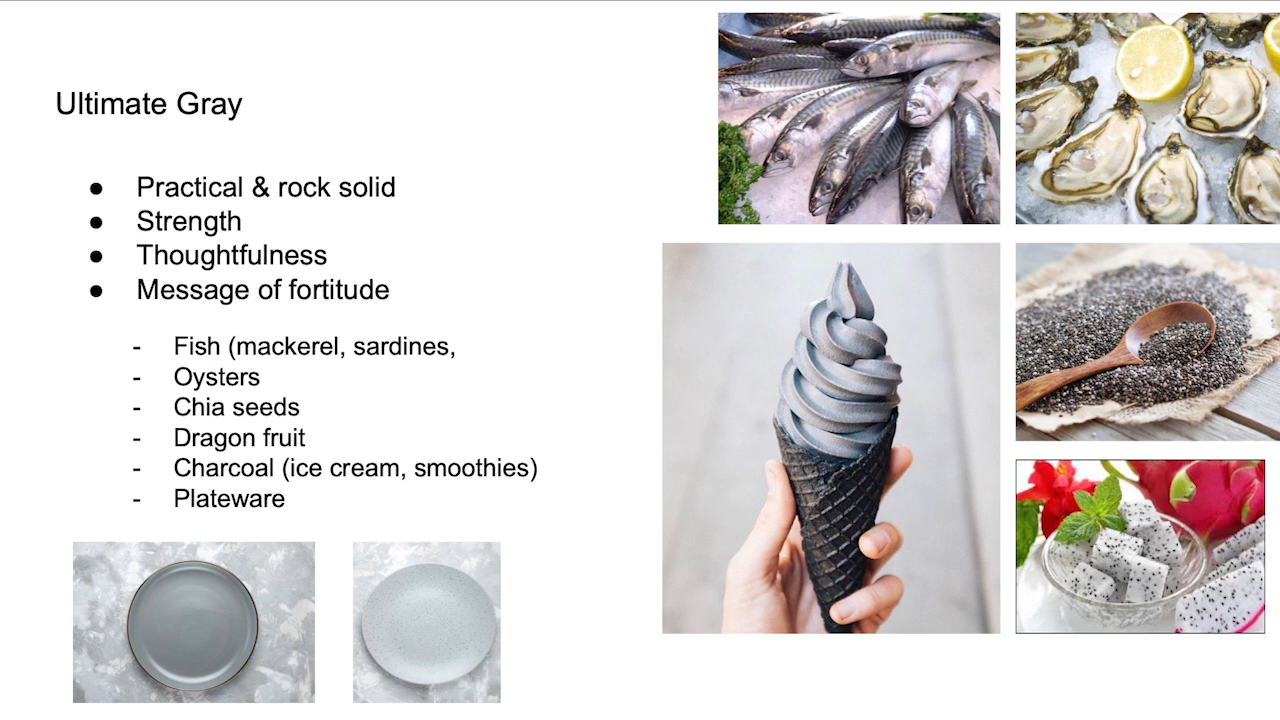 Ultimate Gray
● Practical & rock solid
● Strength
● Thoughtfulness
● Message of fortitude
- Fish (mackerel, sardines,
- Oysters
- Chia seeds
- Dragon fruit
- Charcoal (ice cream, smoothies)
- Plateware